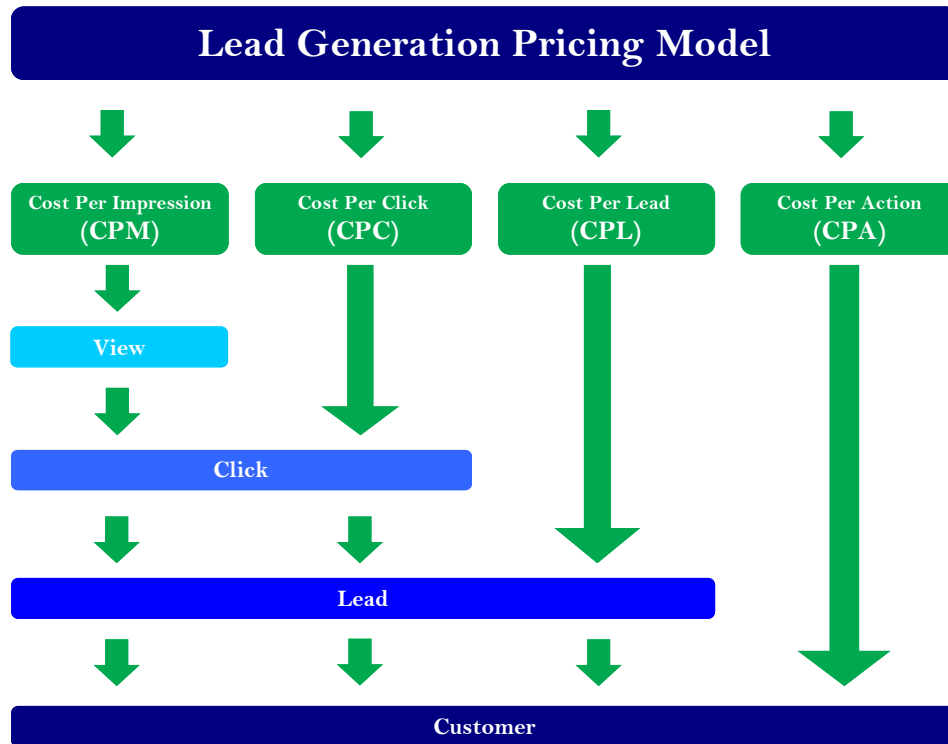 Lead Generation Pricing Model
Cost Per Impression
(CPM)
Cost Per Click
(CPC)
Cost Per Lead
(CPL)
Cost Per Action
(CPA)
View
Click
Lead
Customer